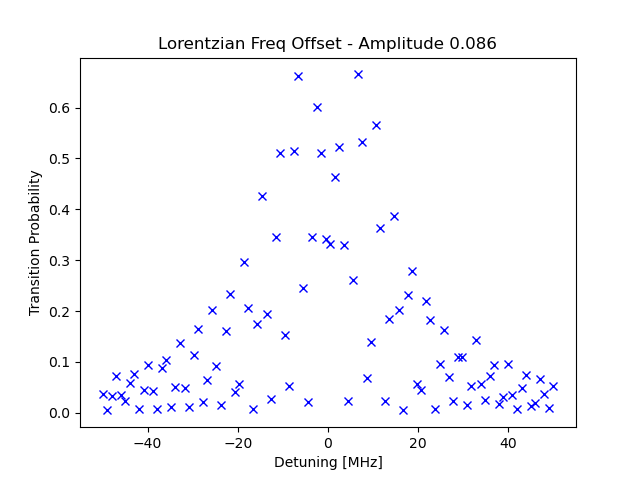 Lorentzian Freq Offset - Amplitude 0.086
Transition Probability
0.6
0.5
0.4
0.3
0.2
0.1
0.0
−40 −20 0 20 40
Detuning [MHz]